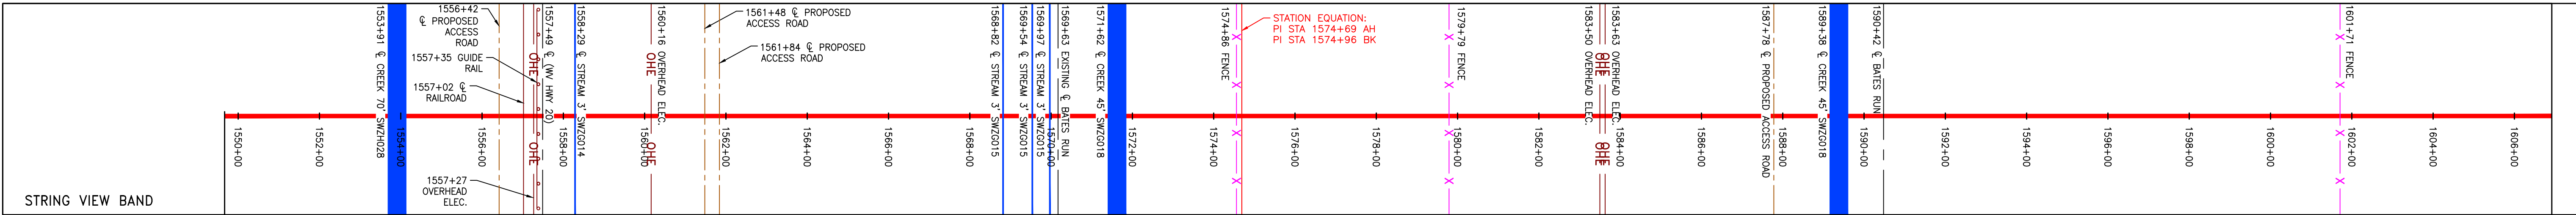 1553+91 ℄ CREEK 70' SWZH028
1556+42
℄ PROPOSED
ACCESS
ROAD
1557+35 GUIDE
RAIL
1557+02 ℄
RAILROAD
1557+27
OVERHEAD
ELEC.
OHE
OHE
1557+49 ℄ (WV HWY 20)
1558+29 ℄ STREAM 3' SWZG014
1560+16 OVERHEAD ELEC.
OHE
OHE
1561+48 ℄ PROPOSED
ACCESS ROAD
1561+84 ℄ PROPOSED
ACCESS ROAD
1568+82 ℄ STREAM 3' SWZG015
1569+54 ℄ STREAM 3' SWZG015
1569+97 ℄ STREAM 3' SWZG015
1569+63 EXISTING ℄ BATES RUN
1571+62 ℄ CREEK 45' SWZG018
1574+86 FENCE
STATION EQUATION:
PI STA 1574+69 AH
PI STA 1574+96 BK
1579+79 FENCE
1583+50 OVERHEAD ELEC.
OHE
OHE
OHE
OHE
1583+63 OVERHEAD ELEC.
1587+78 ℄ PROPOSED ACCESS ROAD
1589+38 ℄ CREEK 45' SWZG018
1590+42 ℄ BATES RUN
1601+71 FENCE
1550+00
1552+00
1554+00
1556+00
1558+00
1560+00
1562+00
1564+00
1566+00
1568+00
1570+00
1572+00
1574+00
1576+00
1578+00
1580+00
1582+00
1584+00
1586+00
1588+00
1590+00
1592+00
1594+00
1596+00
1598+00
1600+00
1602+00
1604+00
1606+00
STRING VIEW BAND